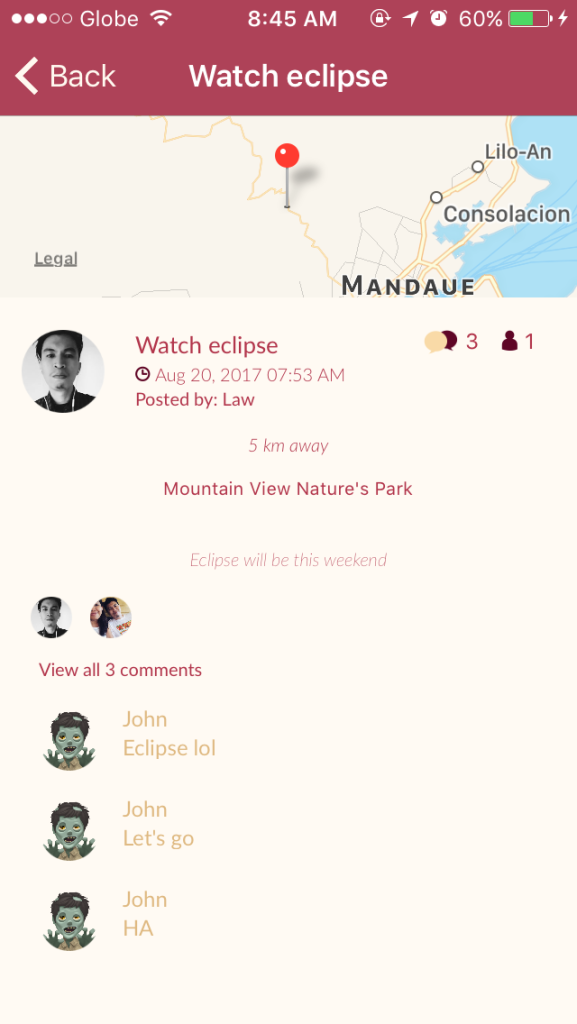 Globe 8:45 AM 60%
Back Watch eclipse
Lilo-An
Consolacion
Legal
MANDAUE
Watch eclipse 3 1
Aug 20, 2017 07:53 AM
Posted by: Law
5 km away
Mountain View Nature's Park
Eclipse will be this weekend
View all 3 comments
John
Eclipse lol
John
Let's go
John
HA